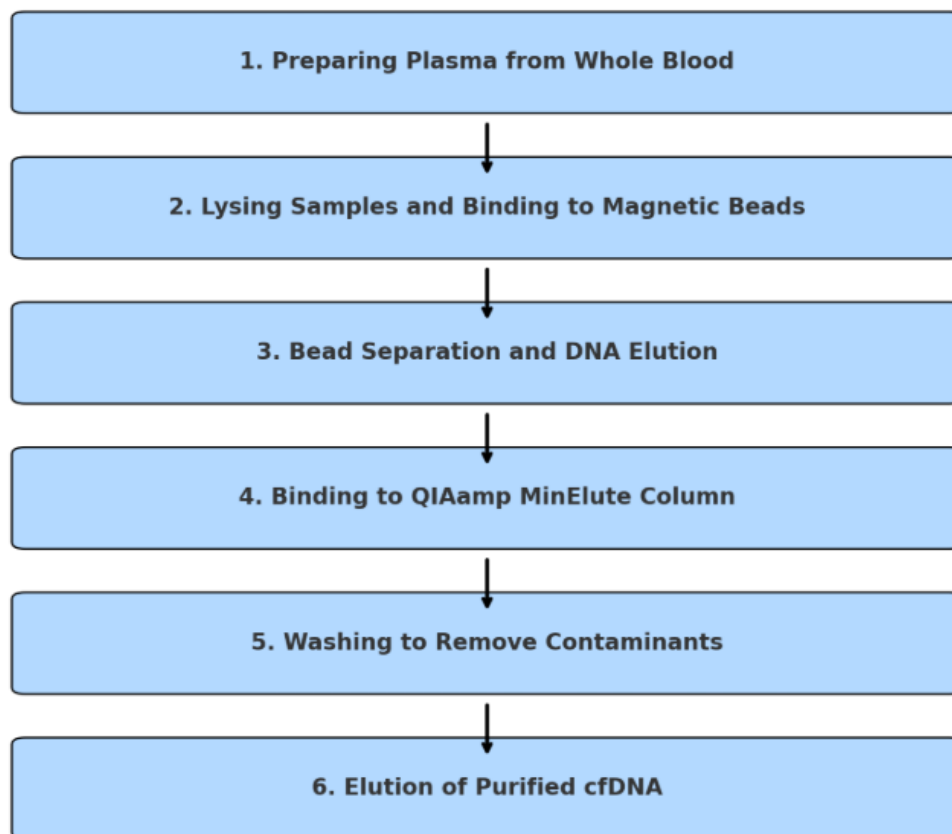 1. Preparing Plasma from Whole Blood
2. Lysing Samples and Binding to Magnetic Beads
3. Bead Separation and DNA Elution
4. Binding to QIAamp MinElute Column
5. Washing to Remove Contaminants
6. Elution of Purified cfDNA